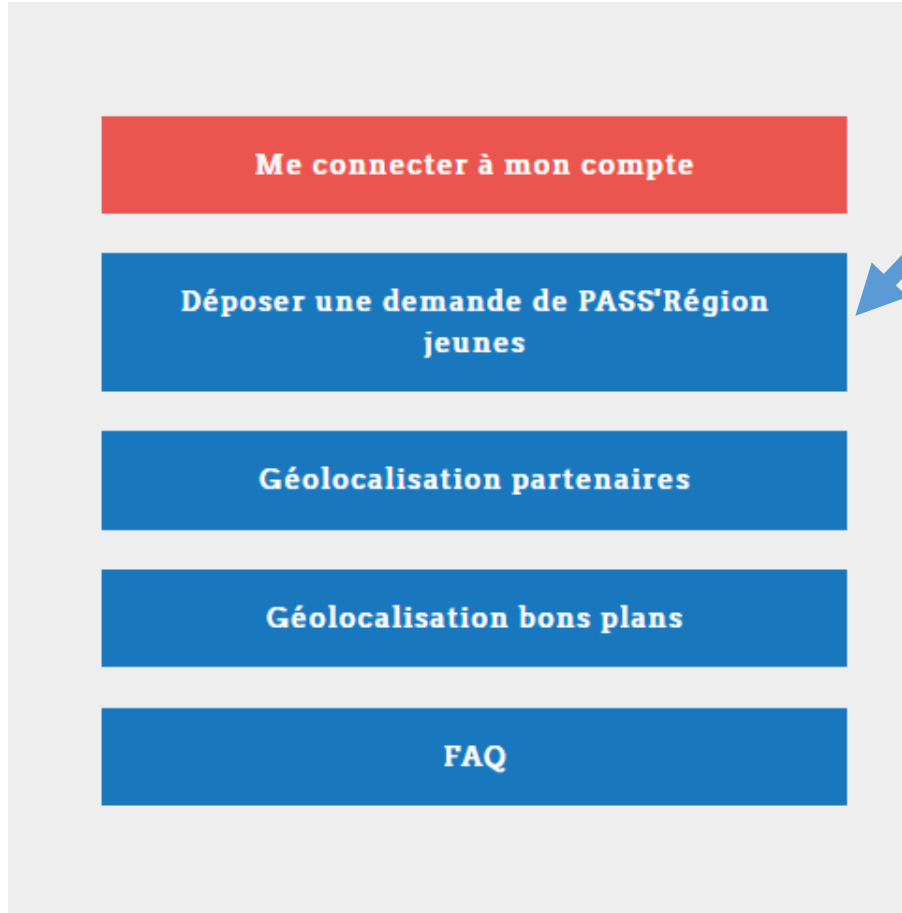 Me connecter à mon compte
Déposer une demande de PASS'Région
jeunes
Géolocalisation partenaires
Géolocalisation bons plans
FAQ